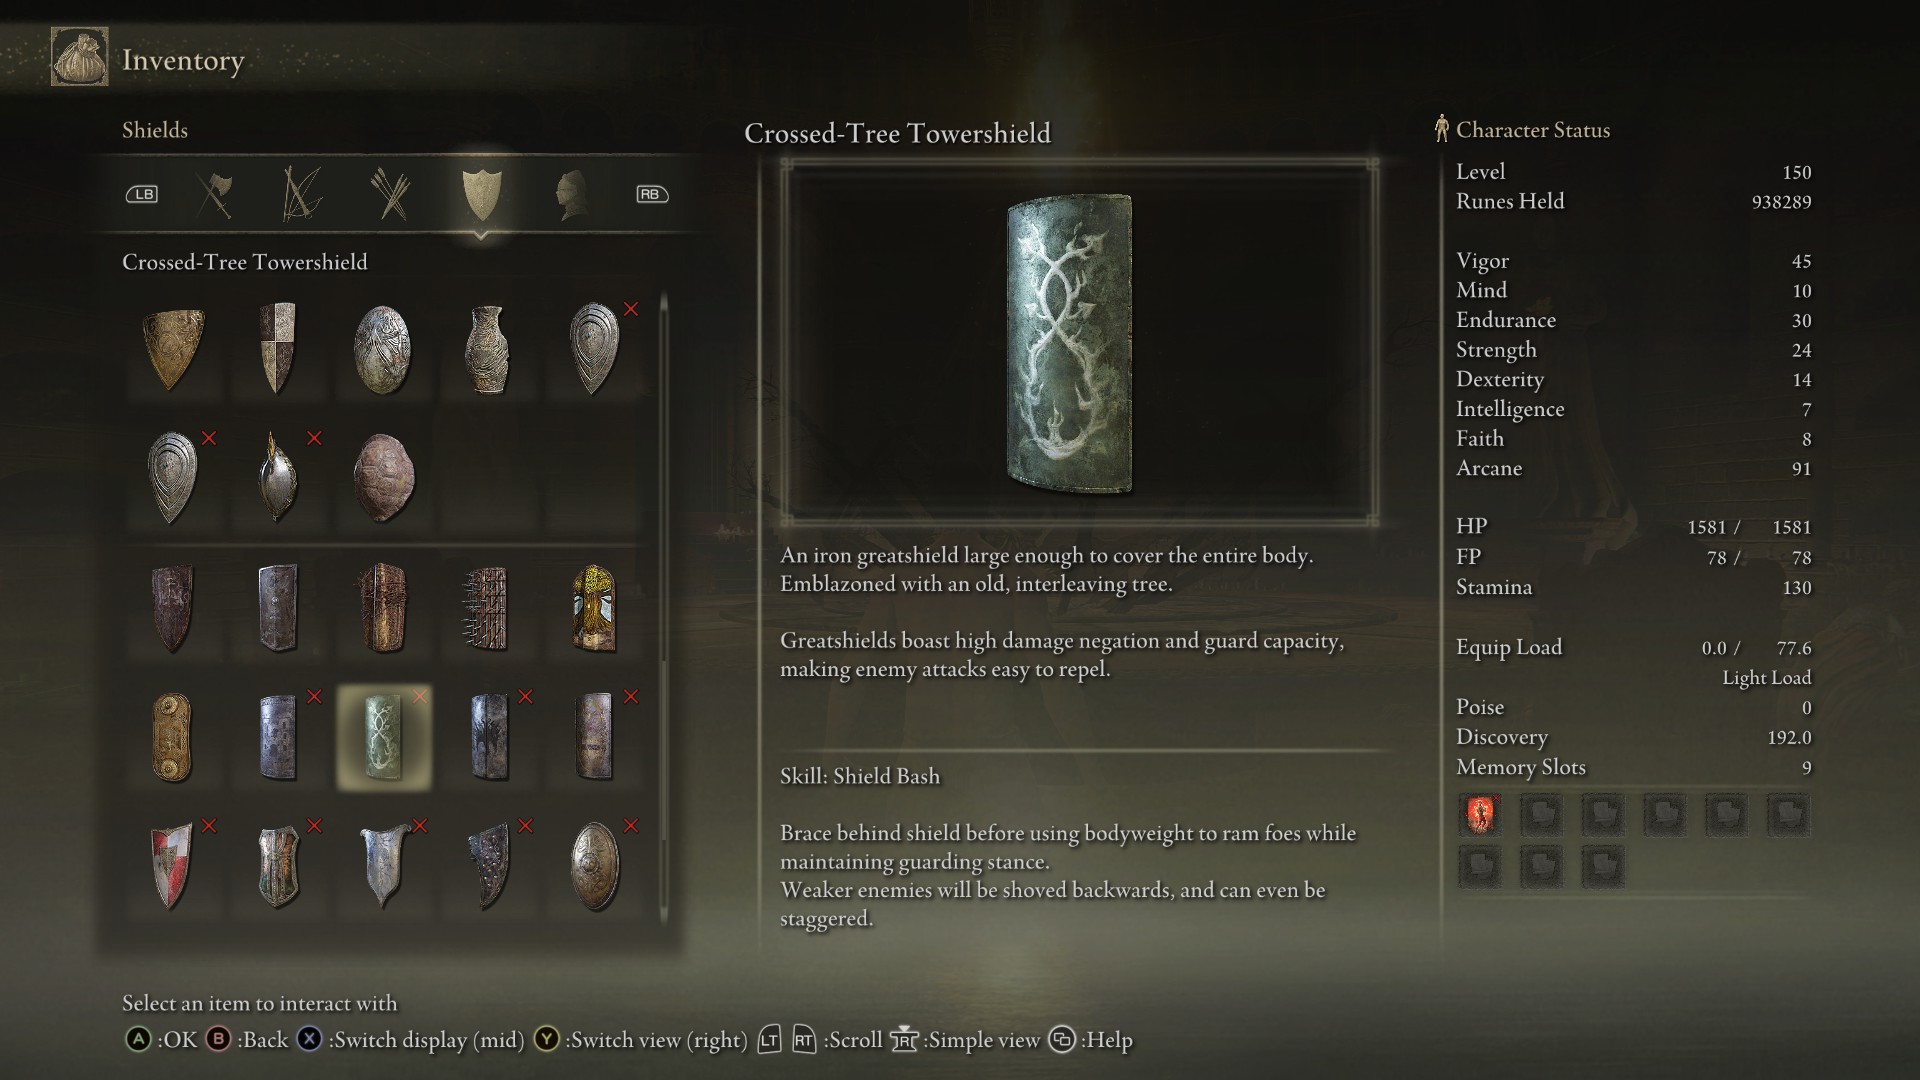 Inventory
Shields
LB
RB
Crossed-Tree Towershield
Crossed-Tree Towershield
An iron greatshield large enough to cover the entire body.
Emblazoned with an old, interleaving tree.
Greatshields boast high damage negation and guard capacity,
making enemy attacks easy to repel.
Skill: Shield Bash
Brace behind shield before using bodyweight to ram foes while
maintaining guarding stance.
Weaker enemies will be shoved backwards, and can even be
staggered.
Character Status
Level 150
Runes Held 938289
Vigor 45
Mind 10
Endurance 30
Strength 24
Dexterity 14
Intelligence 7
Faith 8
Arcane 91
HP 1581 / 1581
FP 78 / 78
Stamina 130
Equip Load 0.0 / 77.6
Light Load
Poise 0
Discovery 192.0
Memory Slots 9
Select an item to interact with
A :OK B :Back X :Switch display (mid) Y :Switch view (right) LT RT :Scroll R :Simple view :Help